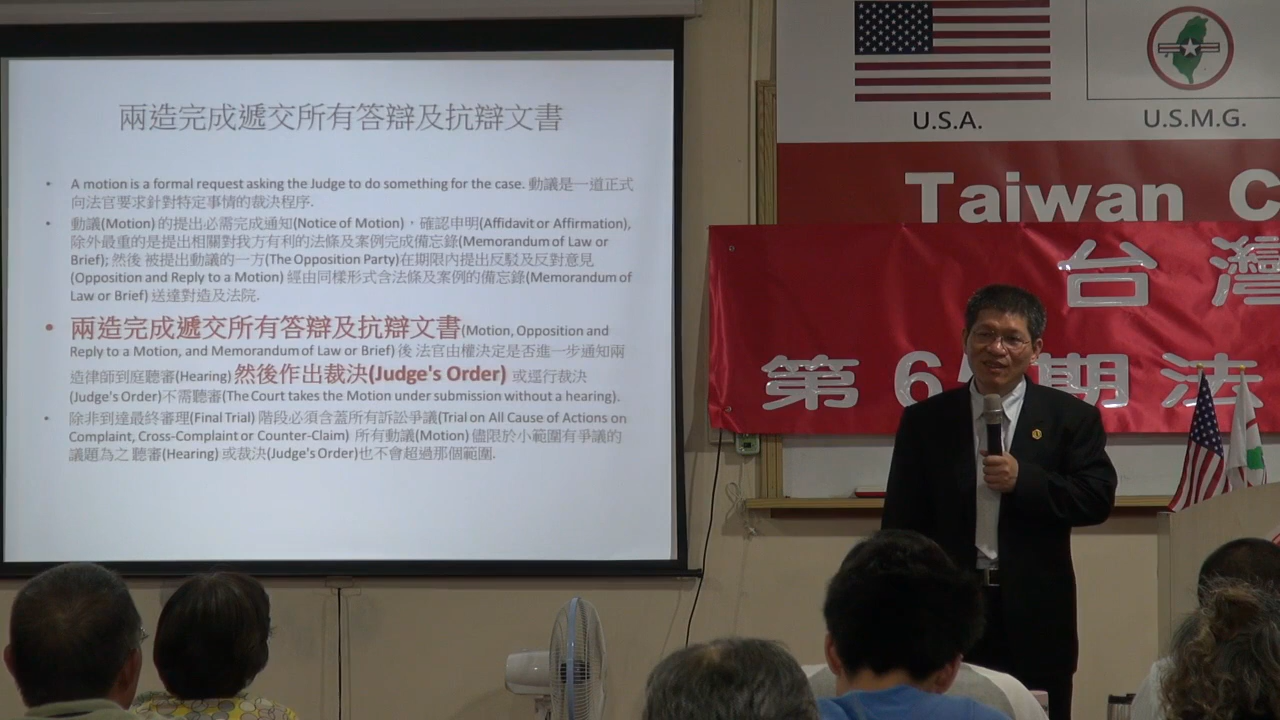 兩造完成遞交所有答辯及抗辯文書
• A motion is a formal request asking the Judge to do something for the case. 動議是一道正式
向法官要求針對特定事情的裁決程序.
• 動議(Motion) 的提出必需完成通知(Notice of Motion)，確認申明(Affidavit or Affirmation),
除外最重的是提出相關對我方有利的法條及案例完成備忘錄(Memorandum of Law or
Brief); 然後 被提出動議的一方(The Opposition Party)在期限內提出反駁及反對意見
(Opposition and Reply to a Motion) 經由同樣形式含法條及案例的備忘錄(Memorandum of
Law or Brief) 送達對造及法院.
• 兩造完成遞交所有答辯及抗辯文書(Motion, Opposition and
Reply to a Motion, and Memorandum of Law or Brief) 後 法官由權決定是否進一步通知兩
造律師到庭聽審(Hearing) 然後作出裁決(Judge's Order) 或逕行裁決
(Judge's Order)不需聽審(The Court takes the Motion under submission without a hearing).
• 除非到達最終審理(Final Trial) 階段必須含蓋所有訴訟爭議(Trial on All Cause of Actions on
Complaint, Cross-Complaint or Counter-Claim) 所有動議(Motion) 儘限於小範圍有爭議的
議題為之 聽審(Hearing) 或裁決(Judge's Order)也不會超過那個範圍.
U.S.A.
U.S.M.G.
Taiwan C
台灣
第 6 期 法